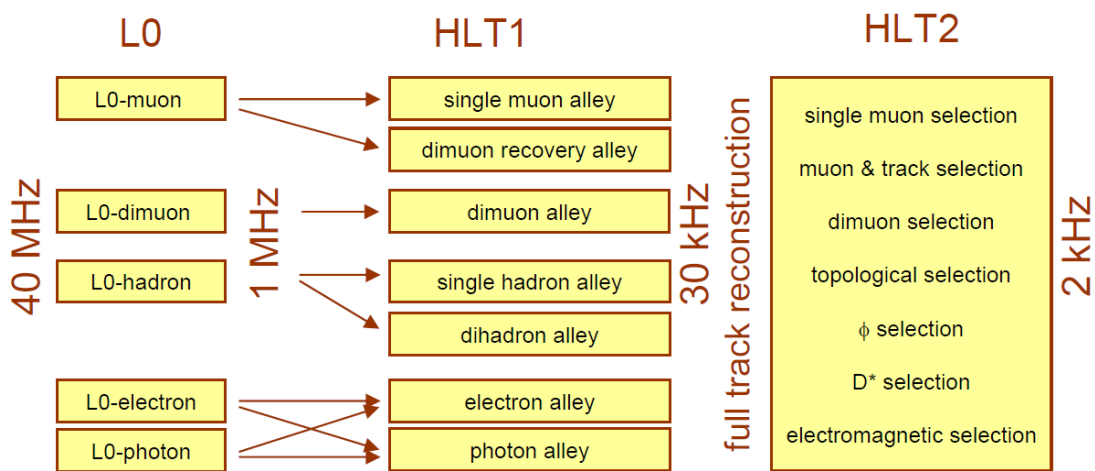 L0
HLT1
HLT2
40 MHz
L0-muon
L0-dimuon
L0-hadron
L0-electron
L0-photon
1 MHz
single muon alley
dimuon recovery alley
dimuon alley
single hadron alley
dihadron alley
electron alley
photon alley
30 kHz
full track reconstruction
single muon selection
muon & track selection
dimuon selection
topological selection
ϕ selection
D* selection
electromagnetic selection
2 kHz